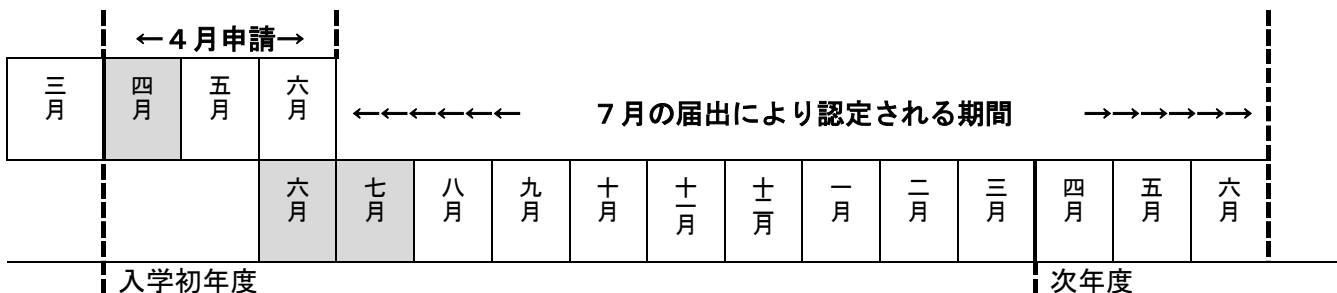 ←４月申請→
三月 四月 五月 六月
←←←←←← ７月の届出により認定される期間 →→→→→→
六月 七月 八月 九月 十月 十一月 十二月 一月 二月 三月 四月 五月 六月
入学初年度 次年度